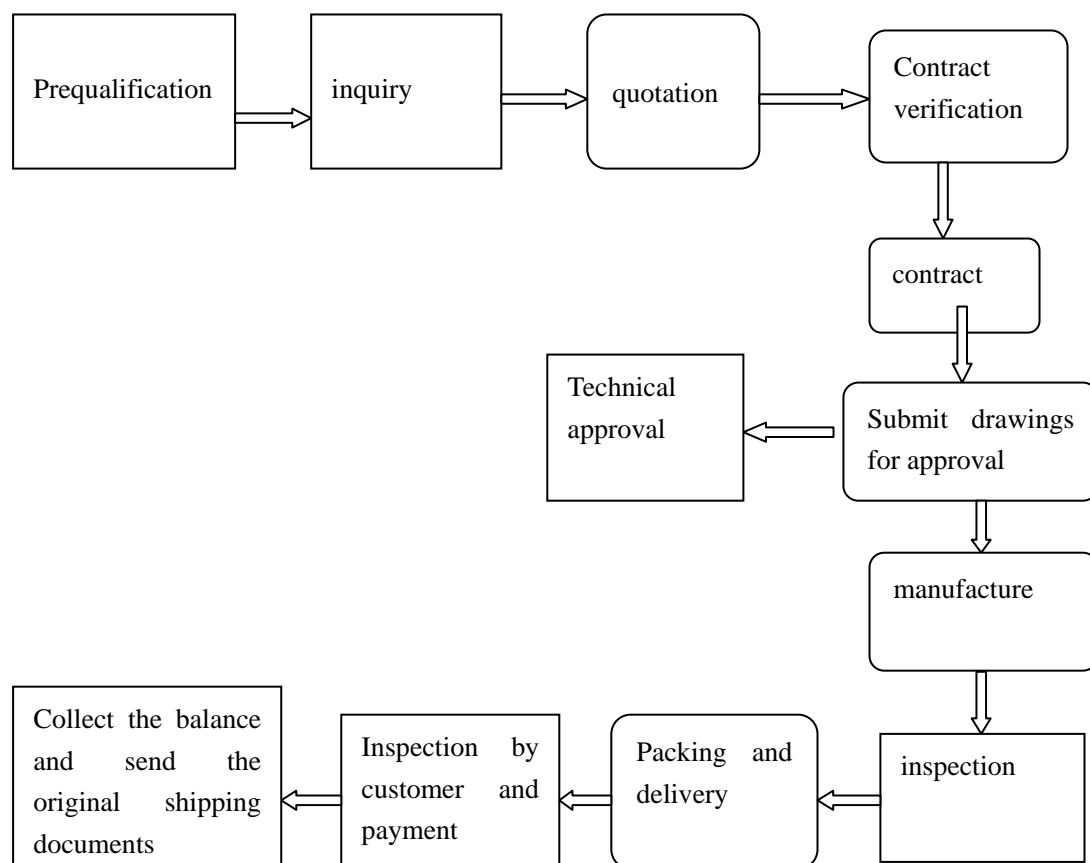 Prequalification
inquiry
quotation
Contract
verification
contract
Technical
approval
Submit drawings
for approval
manufacture
inspection
Packing and
delivery
Inspection by
customer and
payment
Collect the balance
and send the
original shipping
documents